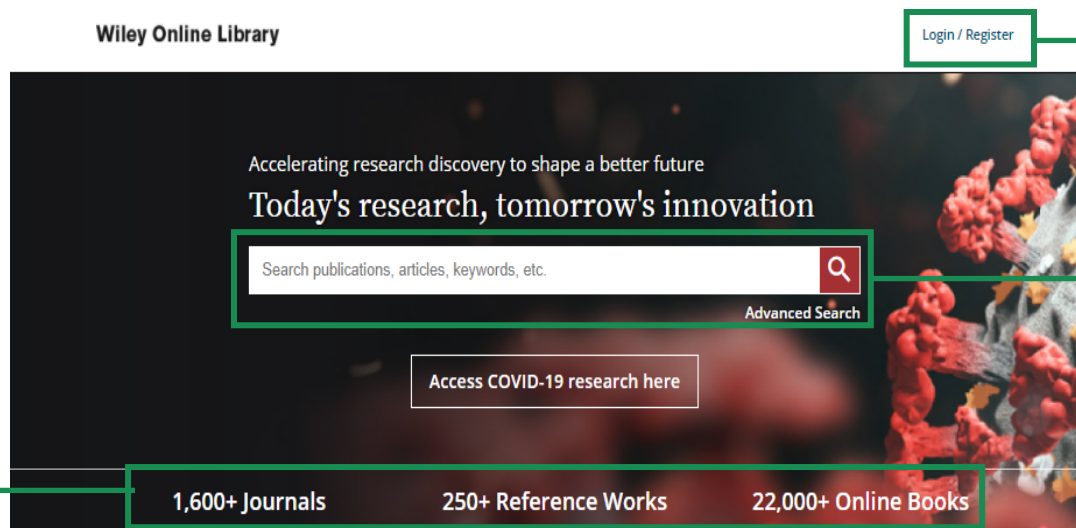 Wiley Online Library
Login / Register
Accelerating research discovery to shape a better future
Today's research, tomorrow's innovation
Search publications, articles, keywords, etc.
Advanced Search
Access COVID-19 research here
1,600+ Journals 250+ Reference Works 22,000+ Online Books